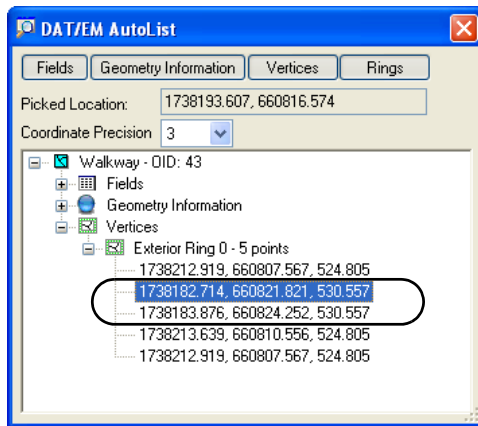 DAT/EM AutoList
Fields Geometry Information Vertices Rings
Picked Location: 1738193.607, 660816.574
Coordinate Precision 3
Walkway - OID: 43
Fields
Geometry Information
Vertices
Exterior Ring 0 - 5 points
1738212.919, 660807.567, 524.805
1738182.714, 660821.821, 530.557
1738183.876, 660824.252, 530.557
1738213.639, 660810.556, 524.805
1738212.919, 660807.567, 524.805